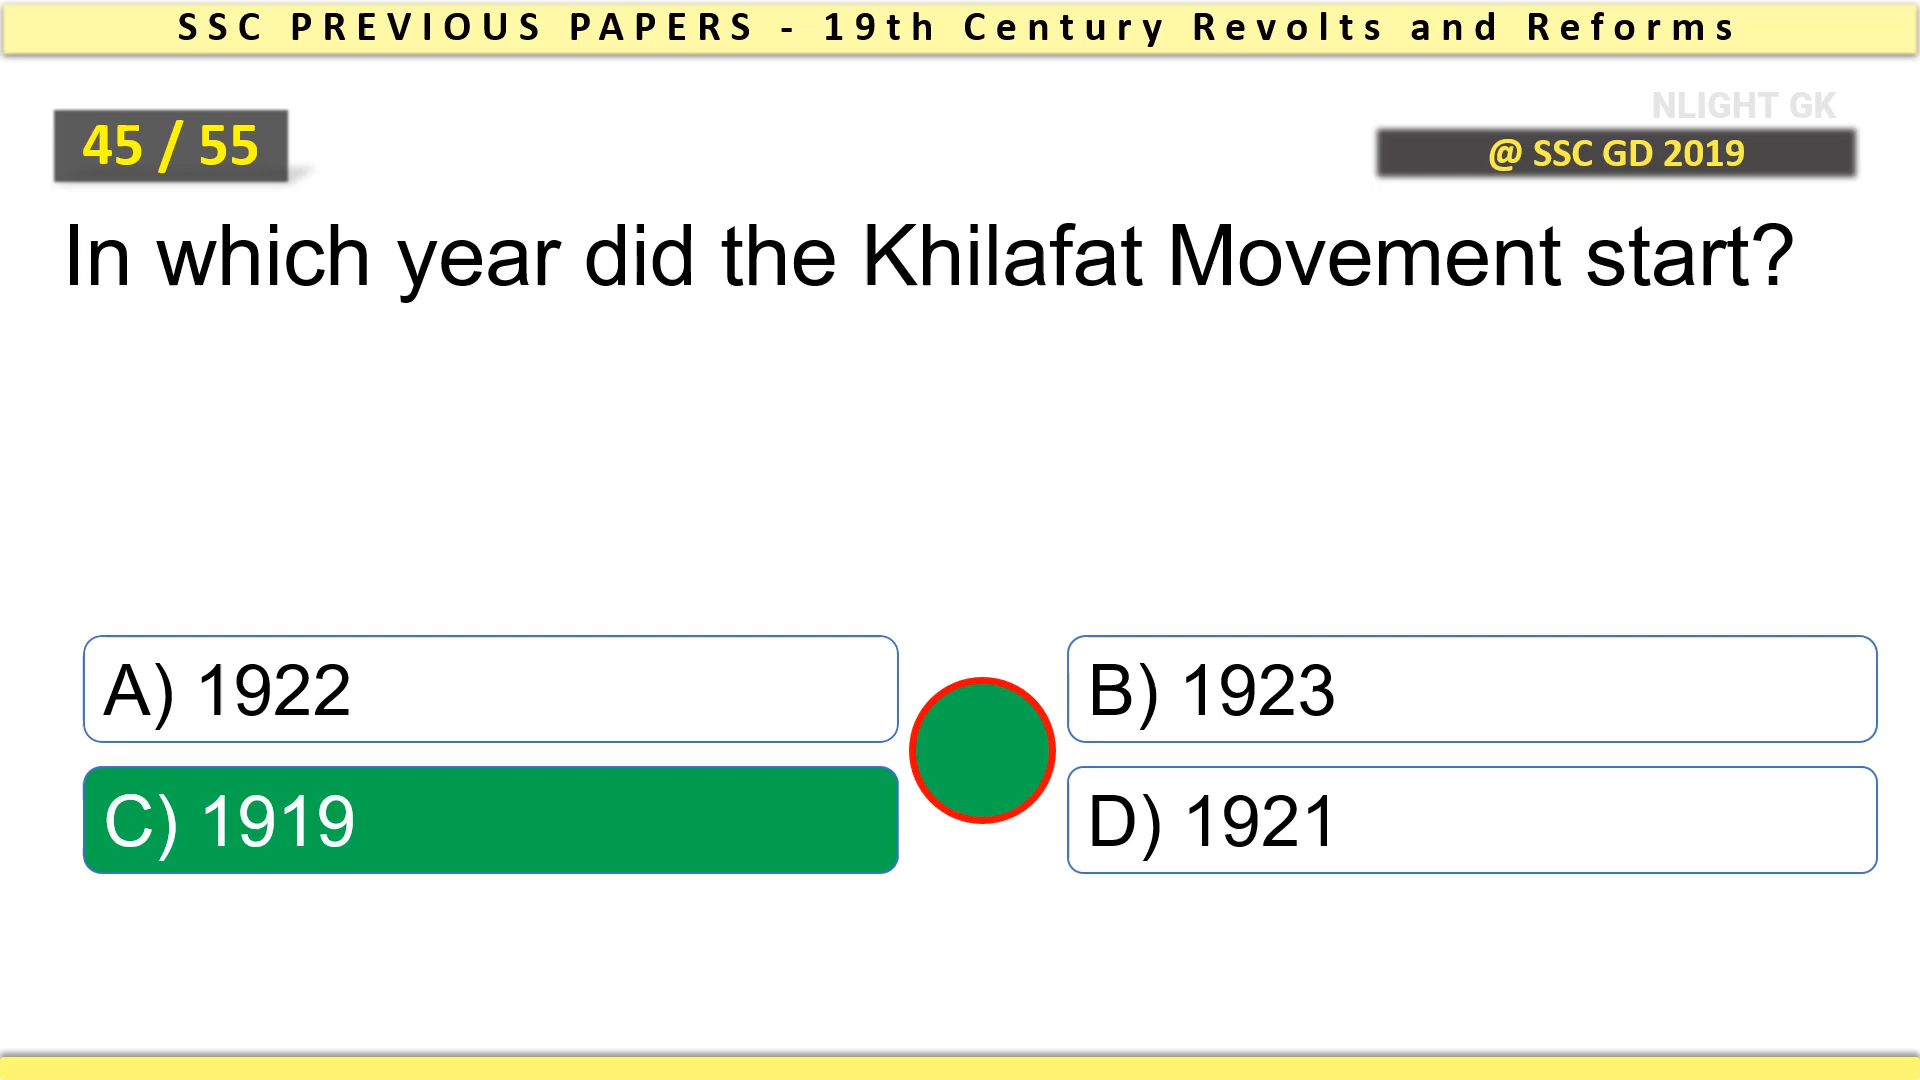 SSC PREVIOUS PAPERS - 19th Century Revolts and Reforms
NLIGHT GK
45 / 55
@ SSC GD 2019
In which year did the Khilafat Movement start?
A) 1922
B) 1923
C) 1919
D) 1921